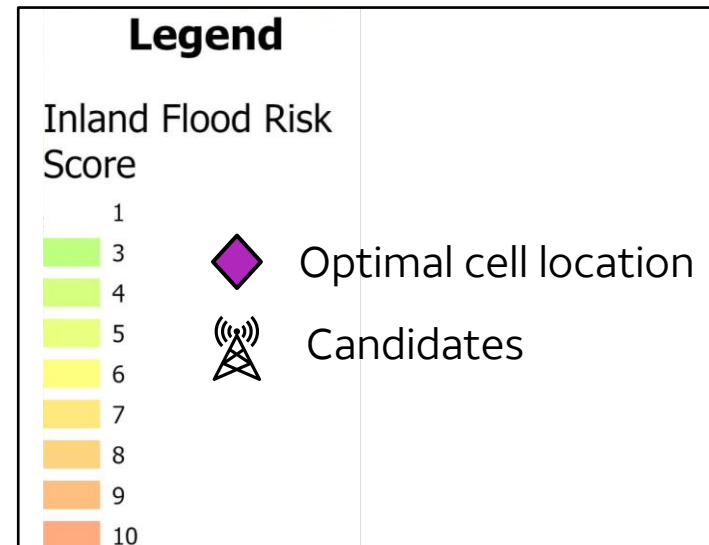 Legend
Inland Flood Risk
Score
1
3
4
5
6
7
8
9
10
Optimal cell location
Candidates